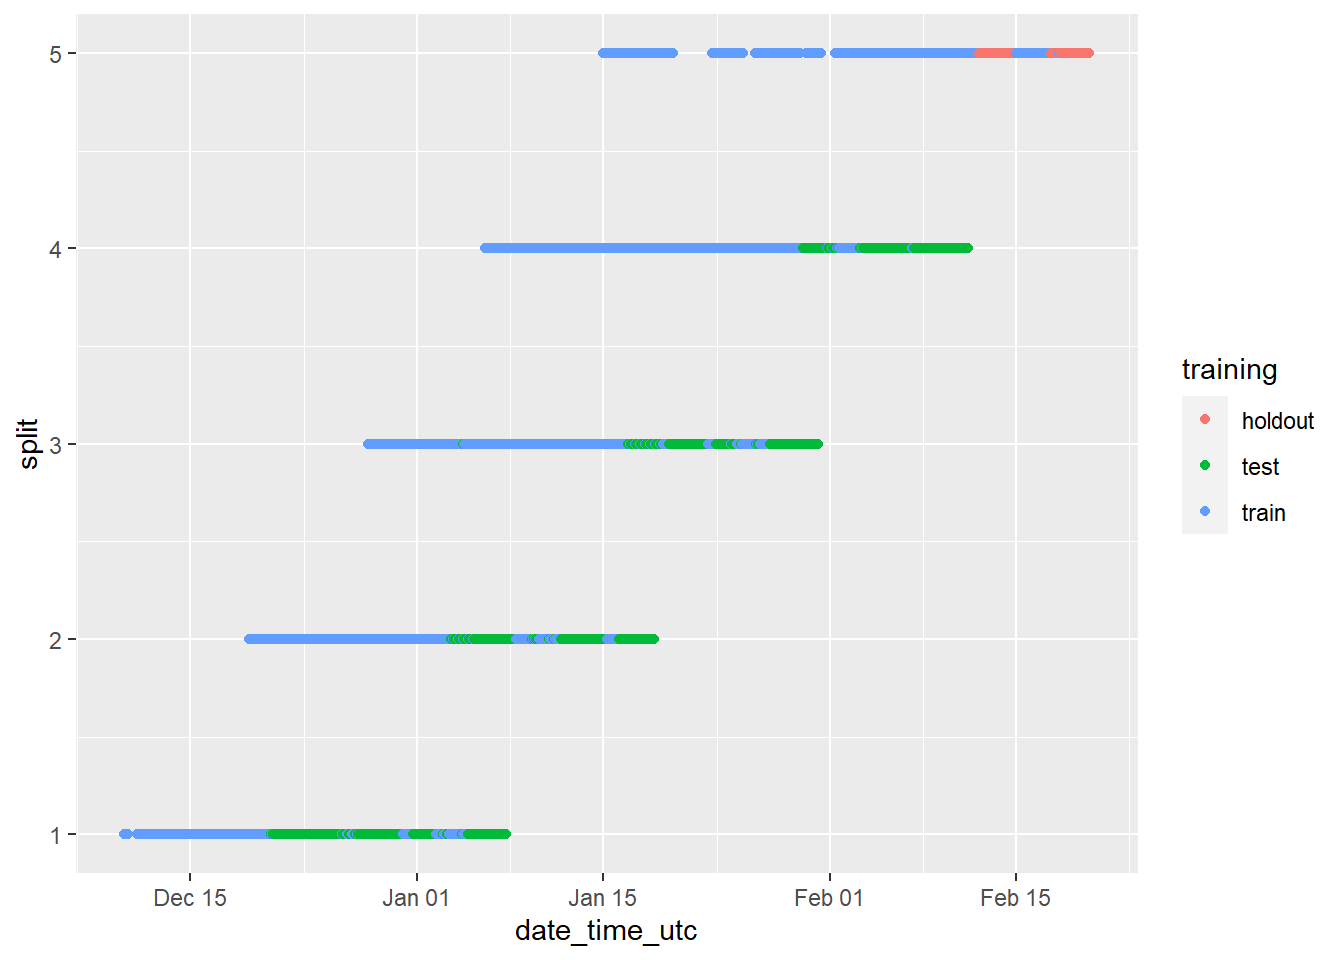 5
4
3
2
1
split
Dec 15
Jan 01
Jan 15
Feb 01
Feb 15
date_time_utc
training
holdout
test
train